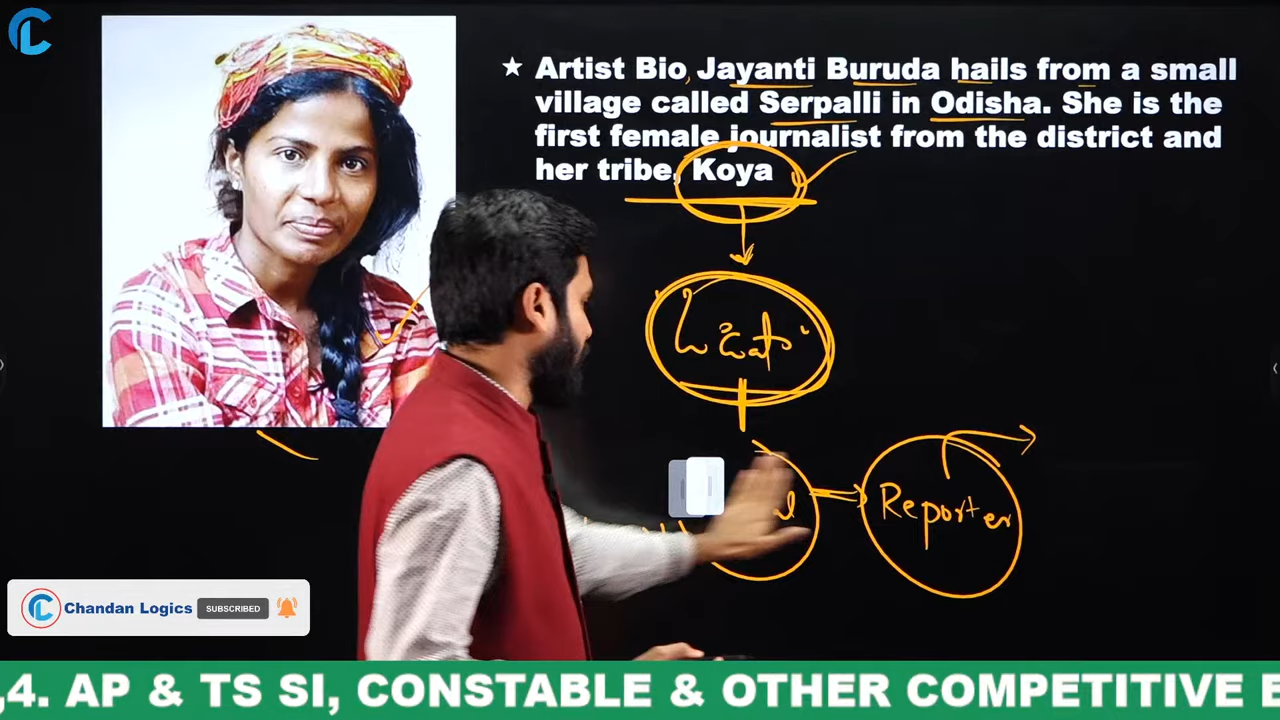 ★ Artist Bio, Jayanti Buruda hails from a small
village called Serpalli in Odisha. She is the
first female journalist from the district and
her tribe, Koya
Reporter
Chandan Logics SUBSCRIBED
,4. AP & TS SI, CONSTABLE & OTHER COMPETITIVE E